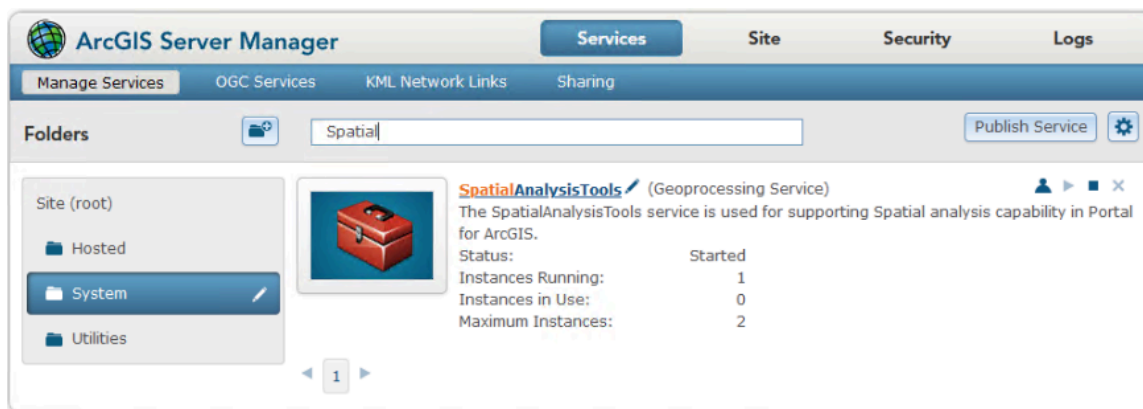 ArcGIS Server Manager
Services
Site
Security
Logs
Manage Services
OGC Services
KML Network Links
Sharing
Folders
Spatial
Publish Service
Site (root)
Hosted
System
Utilities
SpatialAnalysisTools (Geoprocessing Service)
The SpatialAnalysisTools service is used for supporting Spatial analysis capability in Portal
for ArcGIS.
Status: Started
Instances Running: 1
Instances in Use: 0
Maximum Instances: 2
1